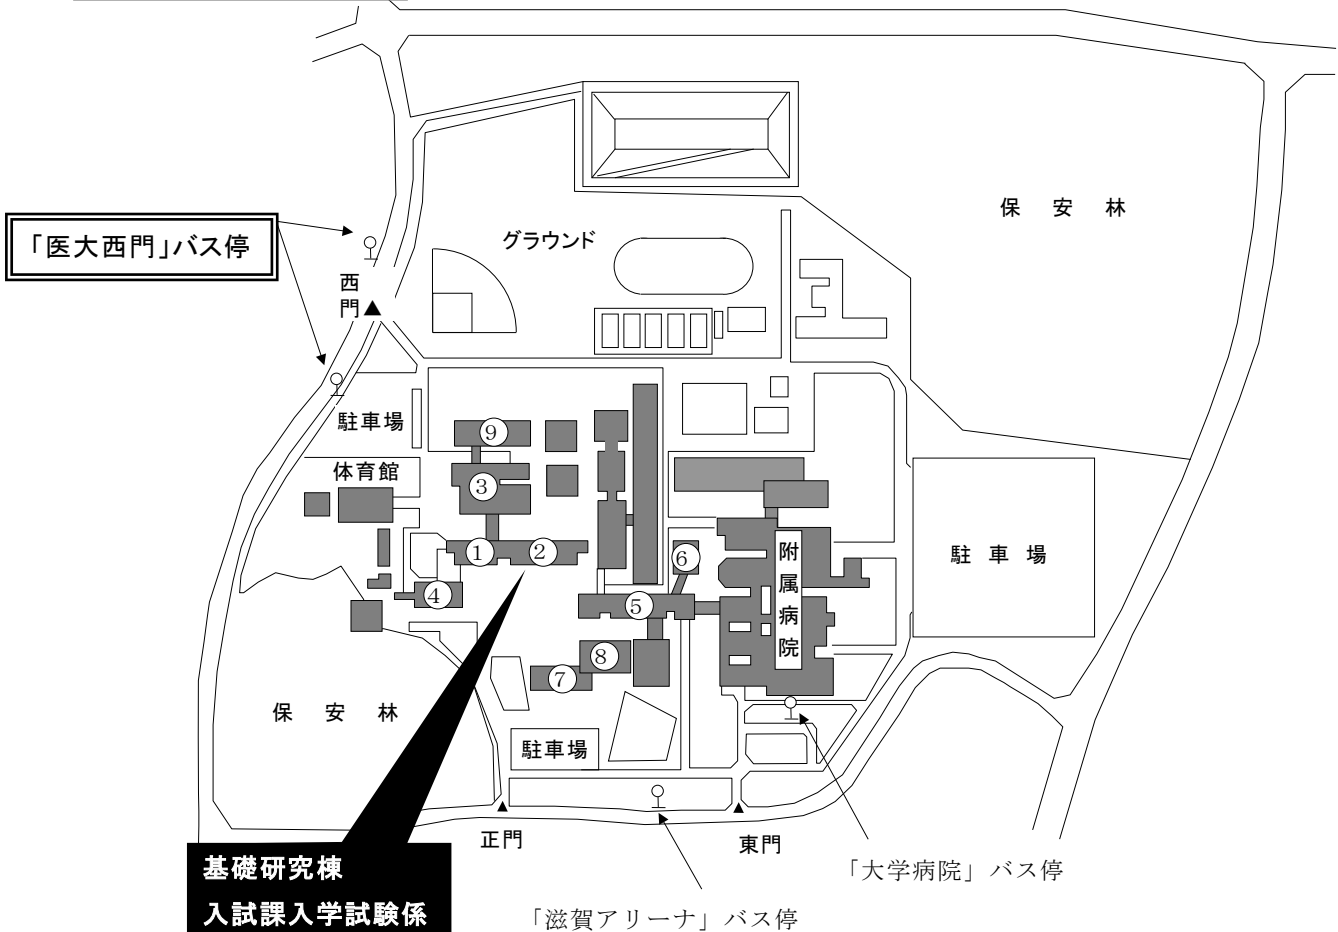 保 安 林
「医大西門」バス停
グラウンド
西
門
駐車場
⑨
体育館
③
①
②
⑥
附
属
病
院
駐 車 場
④
⑤
⑧
⑦
保 安 林
駐車場
正門
東門
基礎研究棟
入試課入学試験係
「大学病院」バス停
「滋賀アリーナ」バス停